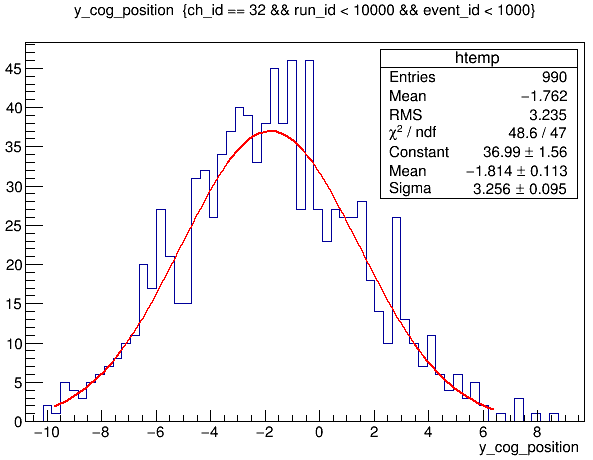 y_cog_position {ch_id == 32 && run_id < 10000 && event_id < 1000}
htemp
Entries 990
Mean −1.762
RMS 3.235
χ² / ndf 48.6 / 47
Constant 36.99 ± 1.56
Mean −1.814 ± 0.113
Sigma 3.256 ± 0.095
45
40
35
30
25
20
15
10
5
0
−10 −8 −6 −4 −2 0 2 4 6 8
y_cog_position